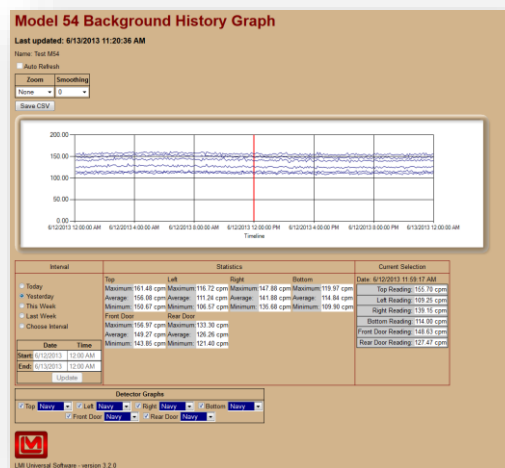 Model 54 Background History Graph
Last updated: 6/13/2013 11:20:36 AM
Name: Test M54
Auto Refresh
Zoom Smoothing
None 0
Save CSV
200.00
150.00
100.00
50.00
0.00
6/12/2013 12:00:00 AM 6/12/2013 4:00:00 AM 6/12/2013 8:00:00 AM 6/12/2013 12:00:00 PM 6/12/2013 4:00:00 PM 6/12/2013 8:00:00 PM 6/13/2013 12:00:00 AM
Timeline
Interval Statistics Current Selection
Today
Yesterday
This Week
Last Week
Choose Interval
Date Time
Start: 6/12/2013 12:00 AM
End: 6/13/2013 12:00 AM
Update
Top Left Right Bottom
Maximum: 161.48 cpm Maximum: 116.72 cpm Maximum: 147.88 cpm Maximum: 119.97 cpm
Average: 156.08 cpm Average: 111.24 cpm Average: 141.88 cpm Average: 114.84 cpm
Minimum: 150.67 cpm Minimum: 106.57 cpm Minimum: 135.68 cpm Minimum: 109.90 cpm
Front Door Rear Door
Maximum: 156.97 cpm Maximum: 133.30 cpm
Average: 149.27 cpm Average: 126.26 cpm
Minimum: 143.85 cpm Minimum: 121.40 cpm
Date: 6/12/2013 11:59:17 AM
Top Reading: 155.70 cpm
Left Reading: 109.25 cpm
Right Reading: 139.15 cpm
Bottom Reading: 114.00 cpm
Front Door Reading: 148.63 cpm
Rear Door Reading: 127.47 cpm
Detector Graphs
Top Navy Left Navy Right Navy Bottom Navy
Front Door Navy Rear Door Navy
LMI Universal Software - version 3.2.0